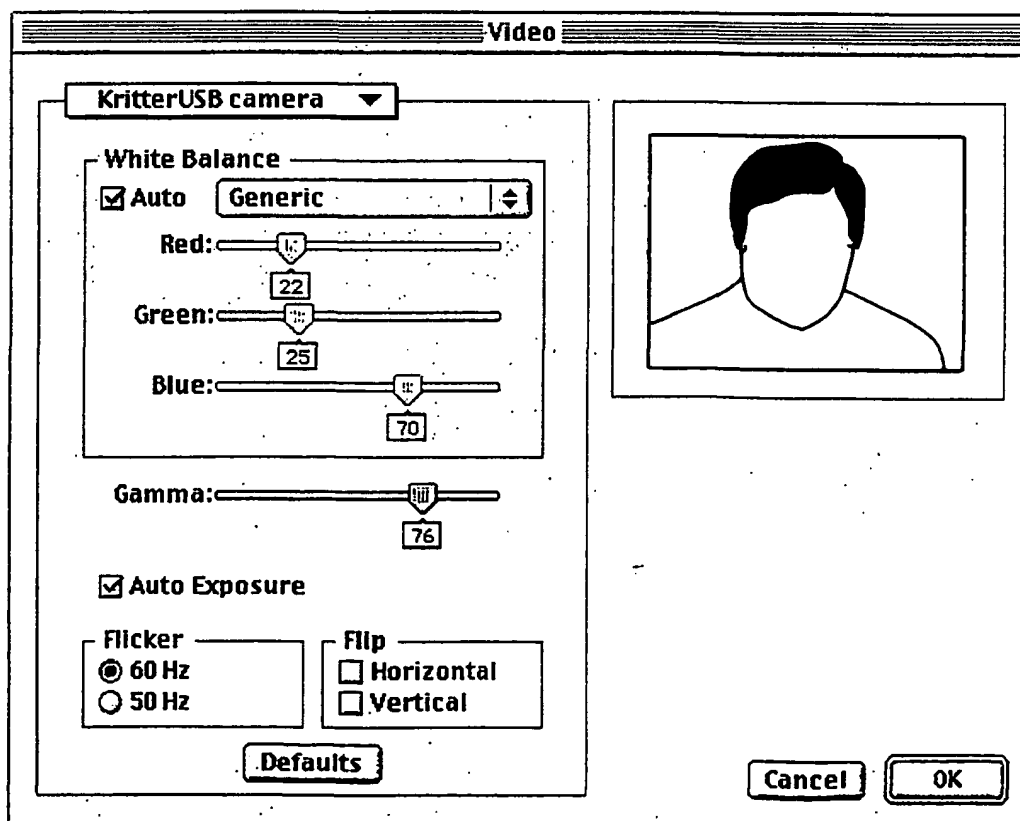 Video
KritterUSB camera
White Balance
Auto Generic
Red:
22
Green:
25
Blue:
70
Gamma:
76
Auto Exposure
Flicker
60 Hz
50 Hz
Flip
Horizontal
Vertical
Defaults
Cancel OK